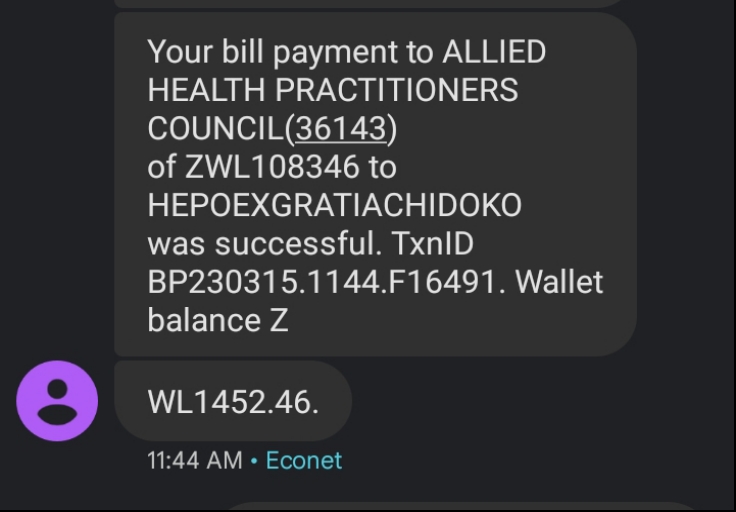 Your bill payment to ALLIED
HEALTH PRACTITIONERS
COUNCIL(36143)
of ZWL108346 to
HEPOEXGRATIACHIDOKO
was successful. TxnID
BP230315.1144.F16491. Wallet
balance Z
WL1452.46.
11:44 AM • Econet